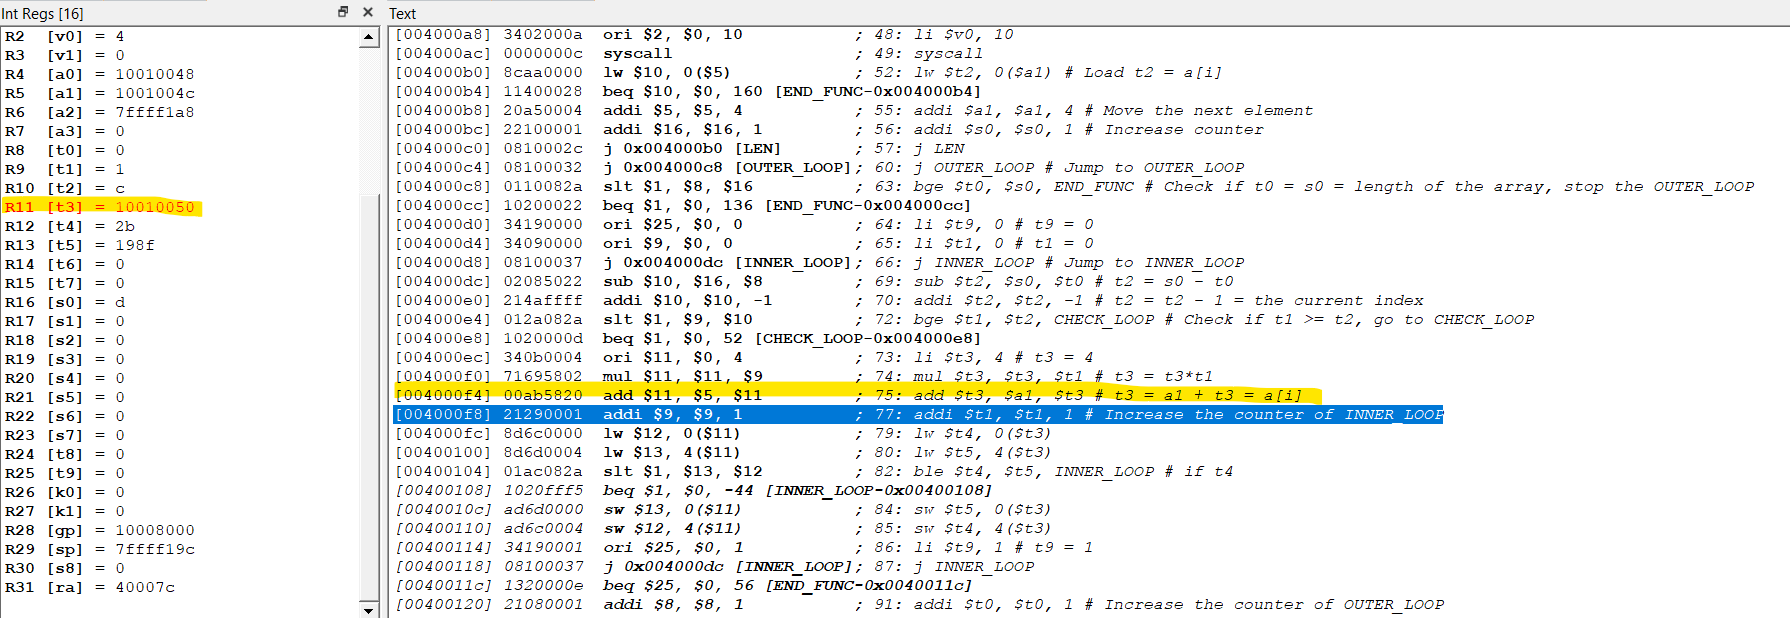 Int Regs [16]
R2 [v0] = 4
R3 [v1] = 0
R4 [a0] = 10010048
R5 [a1] = 1001004c
R6 [a2] = 7ffff1a8
R7 [a3] = 0
R8 [t0] = 0
R9 [t1] = 1
R10 [t2] = c
R11 [t3] = 10010050
R12 [t4] = 2b
R13 [t5] = 198f
R14 [t6] = 0
R15 [t7] = 0
R16 [s0] = d
R17 [s1] = 0
R18 [s2] = 0
R19 [s3] = 0
R20 [s4] = 0
R21 [s5] = 0
R22 [s6] = 0
R23 [s7] = 0
R24 [t8] = 0
R25 [t9] = 0
R26 [k0] = 0
R27 [k1] = 0
R28 [gp] = 10008000
R29 [sp] = 7ffff19c
R30 [s8] = 0
R31 [ra] = 40007c
Text
[004000a8] 3402000a ori $2, $0, 10 ; 48: li $v0, 10
[004000ac] 0000000c syscall ; 49: syscall
[004000b0] 8caa0000 lw $10, 0($5) ; 52: lw $t2, 0($a1) # Load t2 = a[i]
[004000b4] 11400028 beq $10, $0, 160 [END_FUNC-0x004000b4]
[004000b8] 20a50004 addi $5, $5, 4 ; 55: addi $a1, $a1, 4 # Move the next element
[004000bc] 22100001 addi $16, $16, 1 ; 56: addi $s0, $s0, 1 # Increase counter
[004000c0] 0810002c j 0x004000b0 [LEN] ; 57: j LEN
[004000c4] 08100032 j 0x004000c8 [OUTER_LOOP]; 60: j OUTER_LOOP # Jump to OUTER_LOOP
[004000c8] 0110082a slt $1, $8, $16 ; 63: bge $t0, $s0, END_FUNC # Check if t0 = s0 = length of the array, stop the OUTER_LOOP
[004000cc] 10200022 beq $1, $0, 136 [END_FUNC-0x004000cc]
[004000d0] 34190000 ori $25, $0, 0 ; 64: li $t9, 0 # t9 = 0
[004000d4] 34090000 ori $9, $0, 0 ; 65: li $t1, 0 # t1 = 0
[004000d8] 08100037 j 0x004000dc [INNER_LOOP]; 66: j INNER_LOOP # Jump to INNER_LOOP
[004000dc] 02085022 sub $10, $16, $8 ; 69: sub $t2, $s0, $t0 # t2 = s0 - t0
[004000e0] 214affff addi $10, $10, -1 ; 70: addi $t2, $t2, -1 # t2 = t2 - 1 = the current index
[004000e4] 012a082a slt $1, $9, $10 ; 72: bge $t1, $t2, CHECK_LOOP # Check if t1 >= t2, go to CHECK_LOOP
[004000e8] 1020000d beq $1, $0, 52 [CHECK_LOOP-0x004000e8]
[004000ec] 340b0004 ori $11, $0, 4 ; 73: li $t3, 4 # t3 = 4
[004000f0] 71695802 mul $11, $11, $9 ; 74: mul $t3, $t3, $t1 # t3 = t3*t1
[004000f4] 00ab5820 add $11, $5, $11 ; 75: add $t3, $a1, $t3 # t3 = a1 + t3 = a[i]
[004000f8] 21290001 addi $9, $9, 1 ; 77: addi $t1, $t1, 1 # Increase the counter of INNER_LOOP
[004000fc] 8d6c0000 lw $12, 0($11) ; 79: lw $t4, 0($t3)
[00400100] 8d6d0004 lw $13, 4($11) ; 80: lw $t5, 4($t3)
[00400104] 01ac082a slt $1, $13, $12 ; 82: ble $t4, $t5, INNER_LOOP # if t4
[00400108] 1020fff5 beq $1, $0, -44 [INNER_LOOP-0x00400108]
[0040010c] ad6d0000 sw $13, 0($11) ; 84: sw $t5, 0($t3)
[00400110] ad6c0004 sw $12, 4($11) ; 85: sw $t4, 4($t3)
[00400114] 34190001 ori $25, $0, 1 ; 86: li $t9, 1 # t9 = 1
[00400118] 08100037 j 0x004000dc [INNER_LOOP]; 87: j INNER_LOOP
[0040011c] 1320000e beq $25, $0, 56 [END_FUNC-0x0040011c]
[00400120] 21080001 addi $8, $8, 1 ; 91: addi $t0, $t0, 1 # Increase the counter of OUTER_LOOP